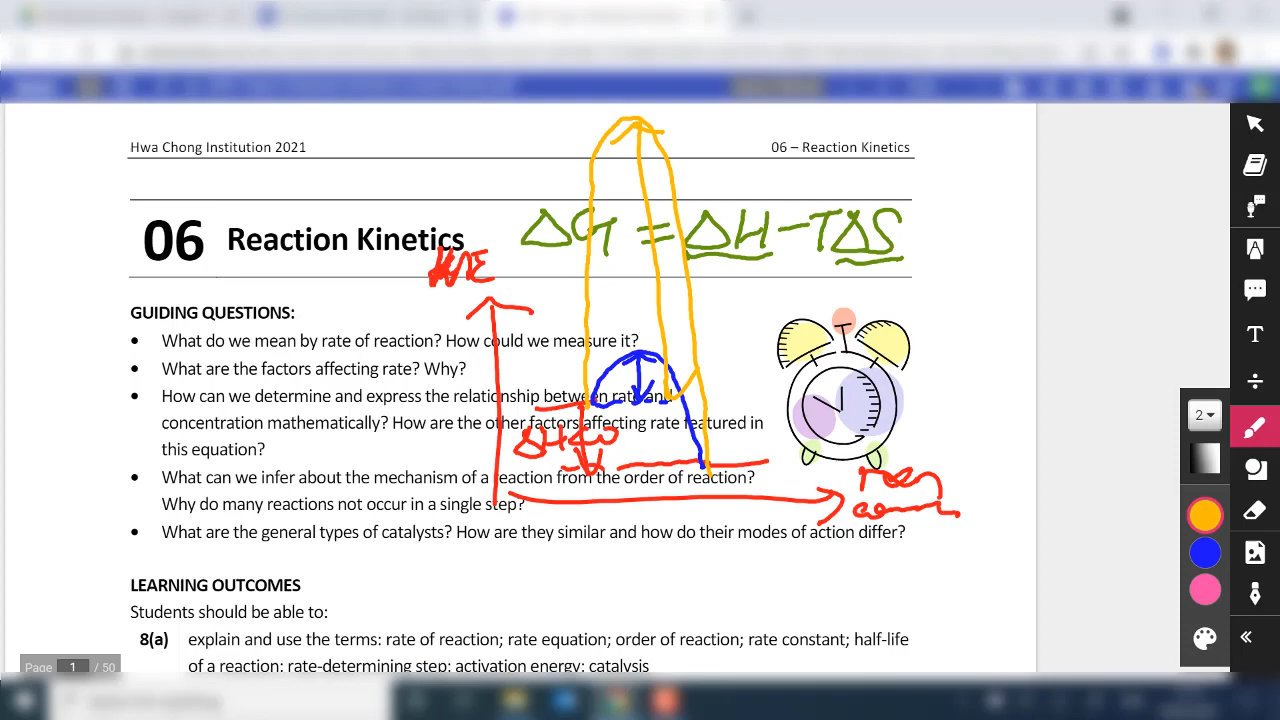 Hwa Chong Institution 2021
06 – Reaction Kinetics
06 Reaction Kinetics
ΔG = ΔH - TΔS
GUIDING QUESTIONS:
• What do we mean by rate of reaction? How could we measure it?
• What are the factors affecting rate? Why?
• How can we determine and express the relationship between rate and
concentration mathematically? How are the other factors affecting rate featured in
this equation?
ΔH<0
• What can we infer about the mechanism of a reaction from the order of reaction?
Why do many reactions not occur in a single step?
• What are the general types of catalysts? How are they similar and how do their modes of action differ?
LEARNING OUTCOMES
Students should be able to:
8(a) explain and use the terms: rate of reaction; rate equation; order of reaction; rate constant; half-life
of a reaction; rate-determining step; activation energy; catalysis
Page 1 / 50
2